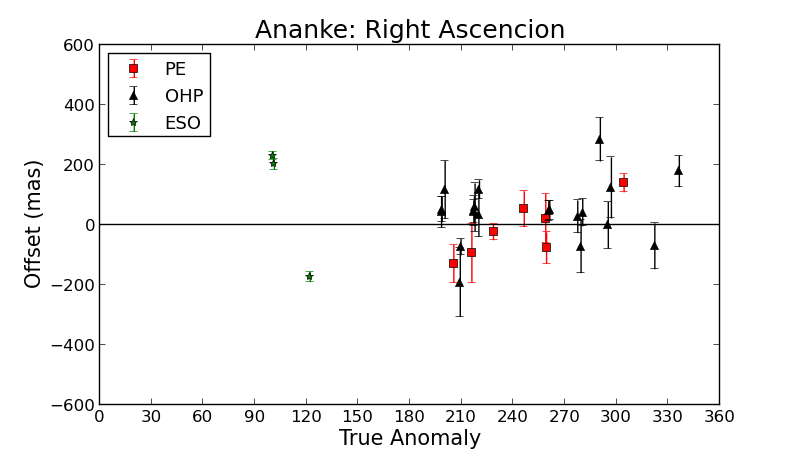 Ananke: Right Ascencion
600
400
200
0
−200
−400
−600
Offset (mas)
PE
OHP
ESO
0 30 60 90 120 150 180 210 240 270 300 330 360
True Anomaly